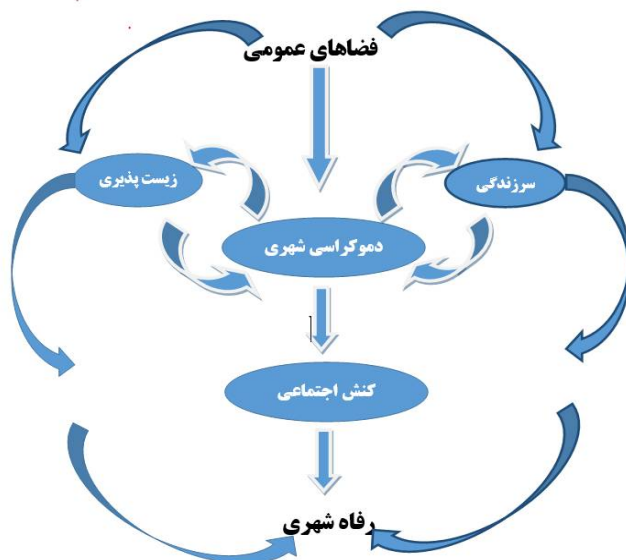 فضاهای عمومی
زیست پذیری
سرزندگی
دموکراسی شهری
کنش اجتماعی
رفاه شهری